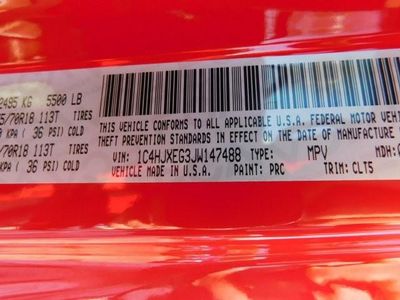 2495 KG 5500 LB
5/70R18 113T TIRES
KPA ( 36 PSI) COLD
70R18 113T TIRES
KPA ( 36 PSI) COLD
THIS VEHICLE CONFORMS TO ALL APPLICABLE U.S.A. FEDERAL MOTOR
THEFT PREVENTION STANDARDS IN EFFECT ON THE DATE OF MANUFACTURE
VIN: 1C4HJXEG3JW147488 TYPE: MPV MDH:
VEHICLE MADE IN U.S.A. PAINT: PRC TRIM: CLT5